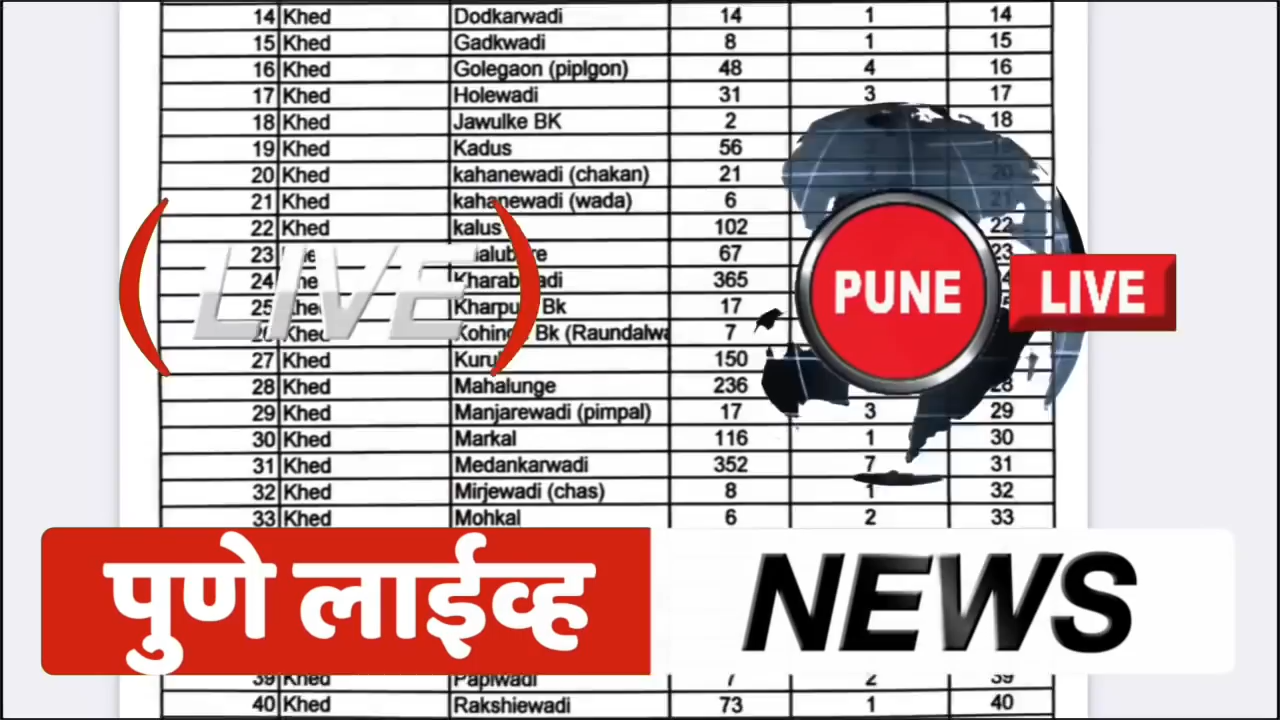 14 Khed Dodkarwadi 14 1 14
15 Khed Gadkwadi 8 1 15
16 Khed Golegaon (piplgon) 48 4 16
17 Khed Holewadi 31 3 17
18 Khed Jawulke BK 2 18
19 Khed Kadus 56
20 Khed kahanewadi (chakan) 21 2 20
21 Khed kahanewadi (wada) 6 21
22 Khed kalus 102 22
23 67 23
24 365
25 Bk 17
Bk 7
27 Khed 150
28 Khed Mahalunge 236 28
29 Khed Manjarewadi (pimpal) 17 3 29
30 Khed Markal 116 1 30
31 Khed Medankarwadi 352 7 31
32 Khed Mirjewadi (chas) 8 1 32
33 Khed Mohkal 6 2 33
LIVE
PUNE LIVE
पुणे लाईव्ह NEWS
39 Khed Papiwadi 7 2 39
40 Khed Rakshiewadi 73 1 40